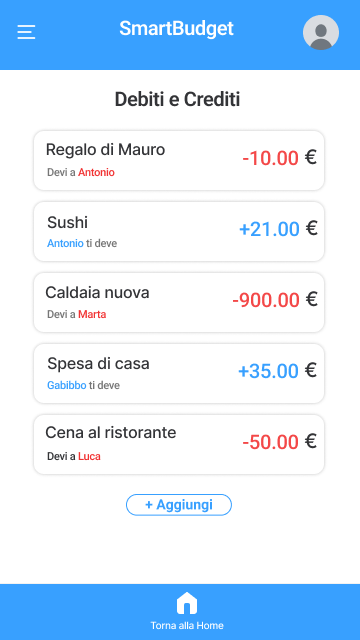 SmartBudget
Debiti e Crediti
Regalo di Mauro
-10.00 €
Devi a Antonio
Sushi
+21.00 €
Antonio ti deve
Caldaia nuova
-900.00 €
Devi a Marta
Spesa di casa
+35.00 €
Gabibbo ti deve
Cena al ristorante
-50.00 €
Devi a Luca
+ Aggiungi
Torna alla Home